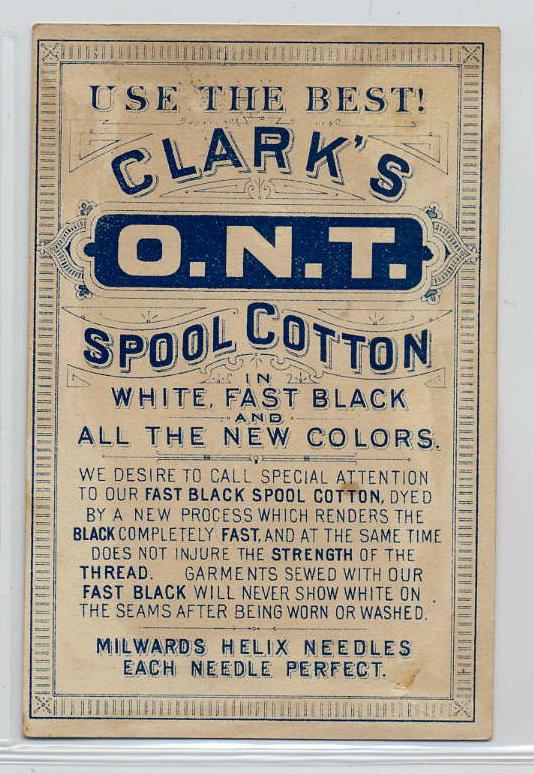 USE THE BEST!
CLARK'S
O.N.T.
SPOOL COTTON
IN
WHITE, FAST BLACK
AND
ALL THE NEW COLORS.
WE DESIRE TO CALL SPECIAL ATTENTION
TO OUR FAST BLACK SPOOL COTTON, DYED
BY A NEW PROCESS WHICH RENDERS THE
BLACK COMPLETELY FAST, AND AT THE SAME TIME
DOES NOT INJURE THE STRENGTH OF THE
THREAD. GARMENTS SEWED WITH OUR
FAST BLACK WILL NEVER SHOW WHITE ON
THE SEAMS AFTER BEING WORN OR WASHED.
MILWARDS HELIX NEEDLES
EACH NEEDLE PERFECT.